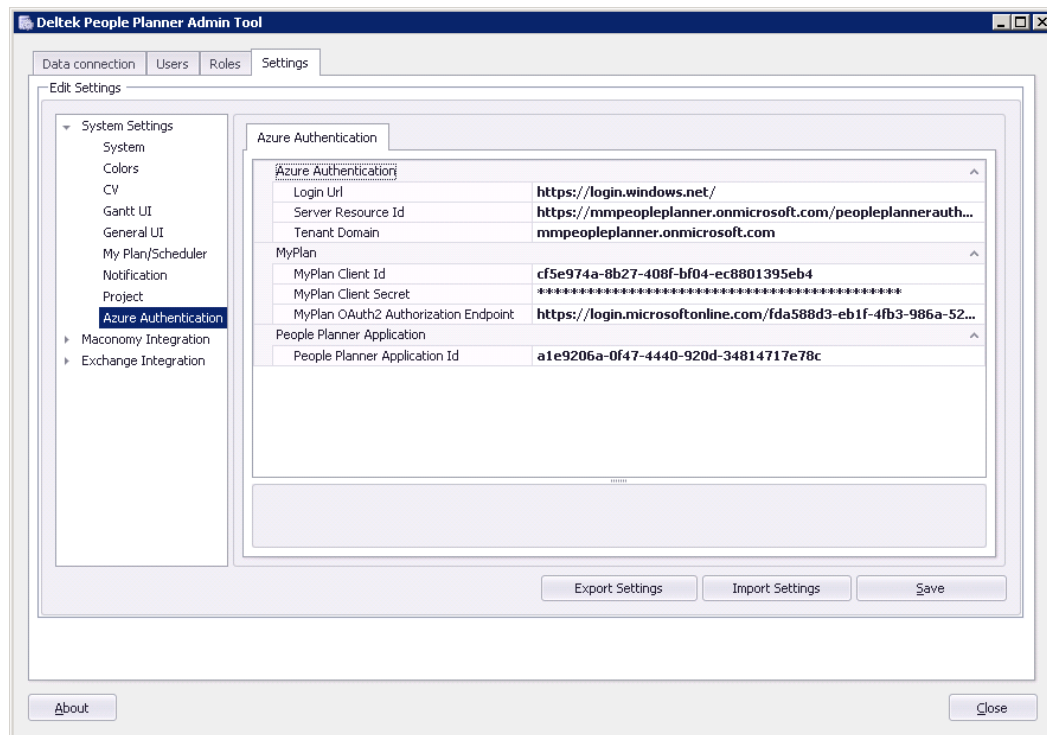 Deltek People Planner Admin Tool
Data connection Users Roles Settings
Edit Settings
System Settings
System
Colors
CV
Gantt UI
General UI
My Plan/Scheduler
Notification
Project
Azure Authentication
Maconomy Integration
Exchange Integration
Azure Authentication
Azure Authentication
Login Url https://login.windows.net/
Server Resource Id https://mmpeopleplanner.onmicrosoft.com/peopleplannerauth...
Tenant Domain mmpeopleplanner.onmicrosoft.com
MyPlan
MyPlan Client Id cf5e974a-8b27-408f-bf04-ec8801395eb4
MyPlan Client Secret *******************************************
MyPlan OAuth2 Authorization Endpoint https://login.microsoftonline.com/fda588d3-eb1f-4fb3-986a-52...
People Planner Application
People Planner Application Id a1e9206a-0f47-4440-920d-34814717e78c
Export Settings Import Settings Save
About Close